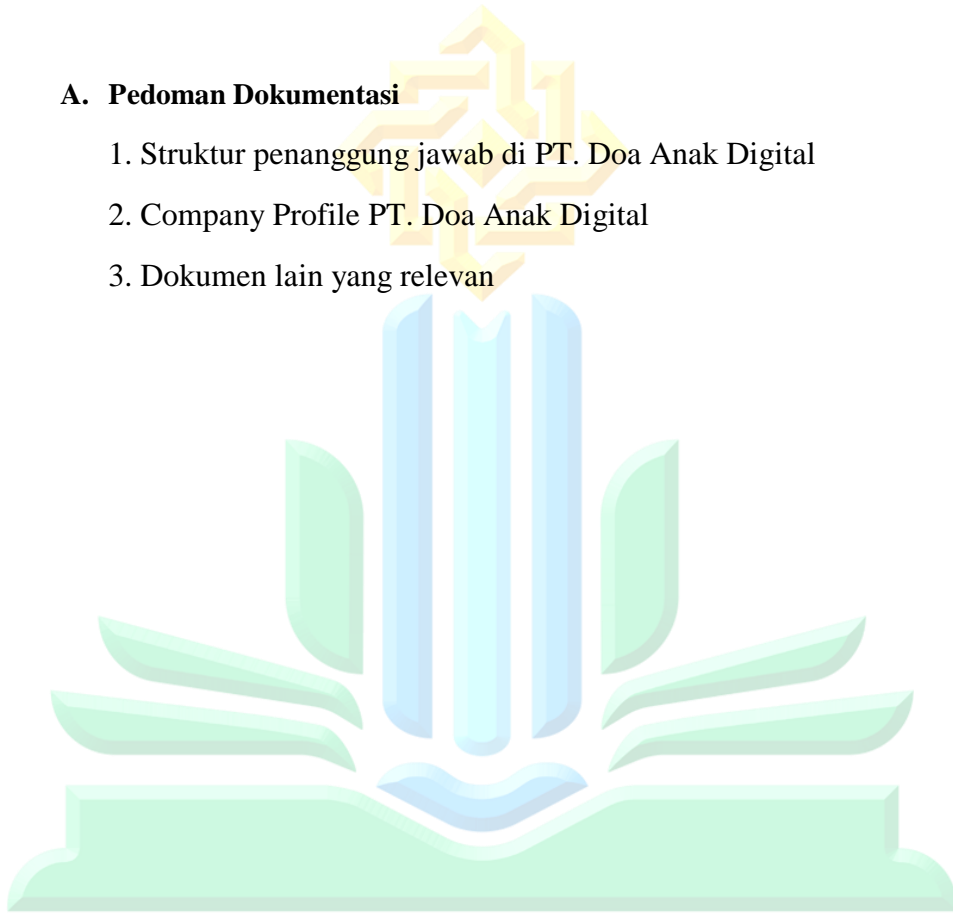 A. Pedoman Dokumentasi
1. Struktur penanggung jawab di PT. Doa Anak Digital
2. Company Profile PT. Doa Anak Digital
3. Dokumen lain yang relevan